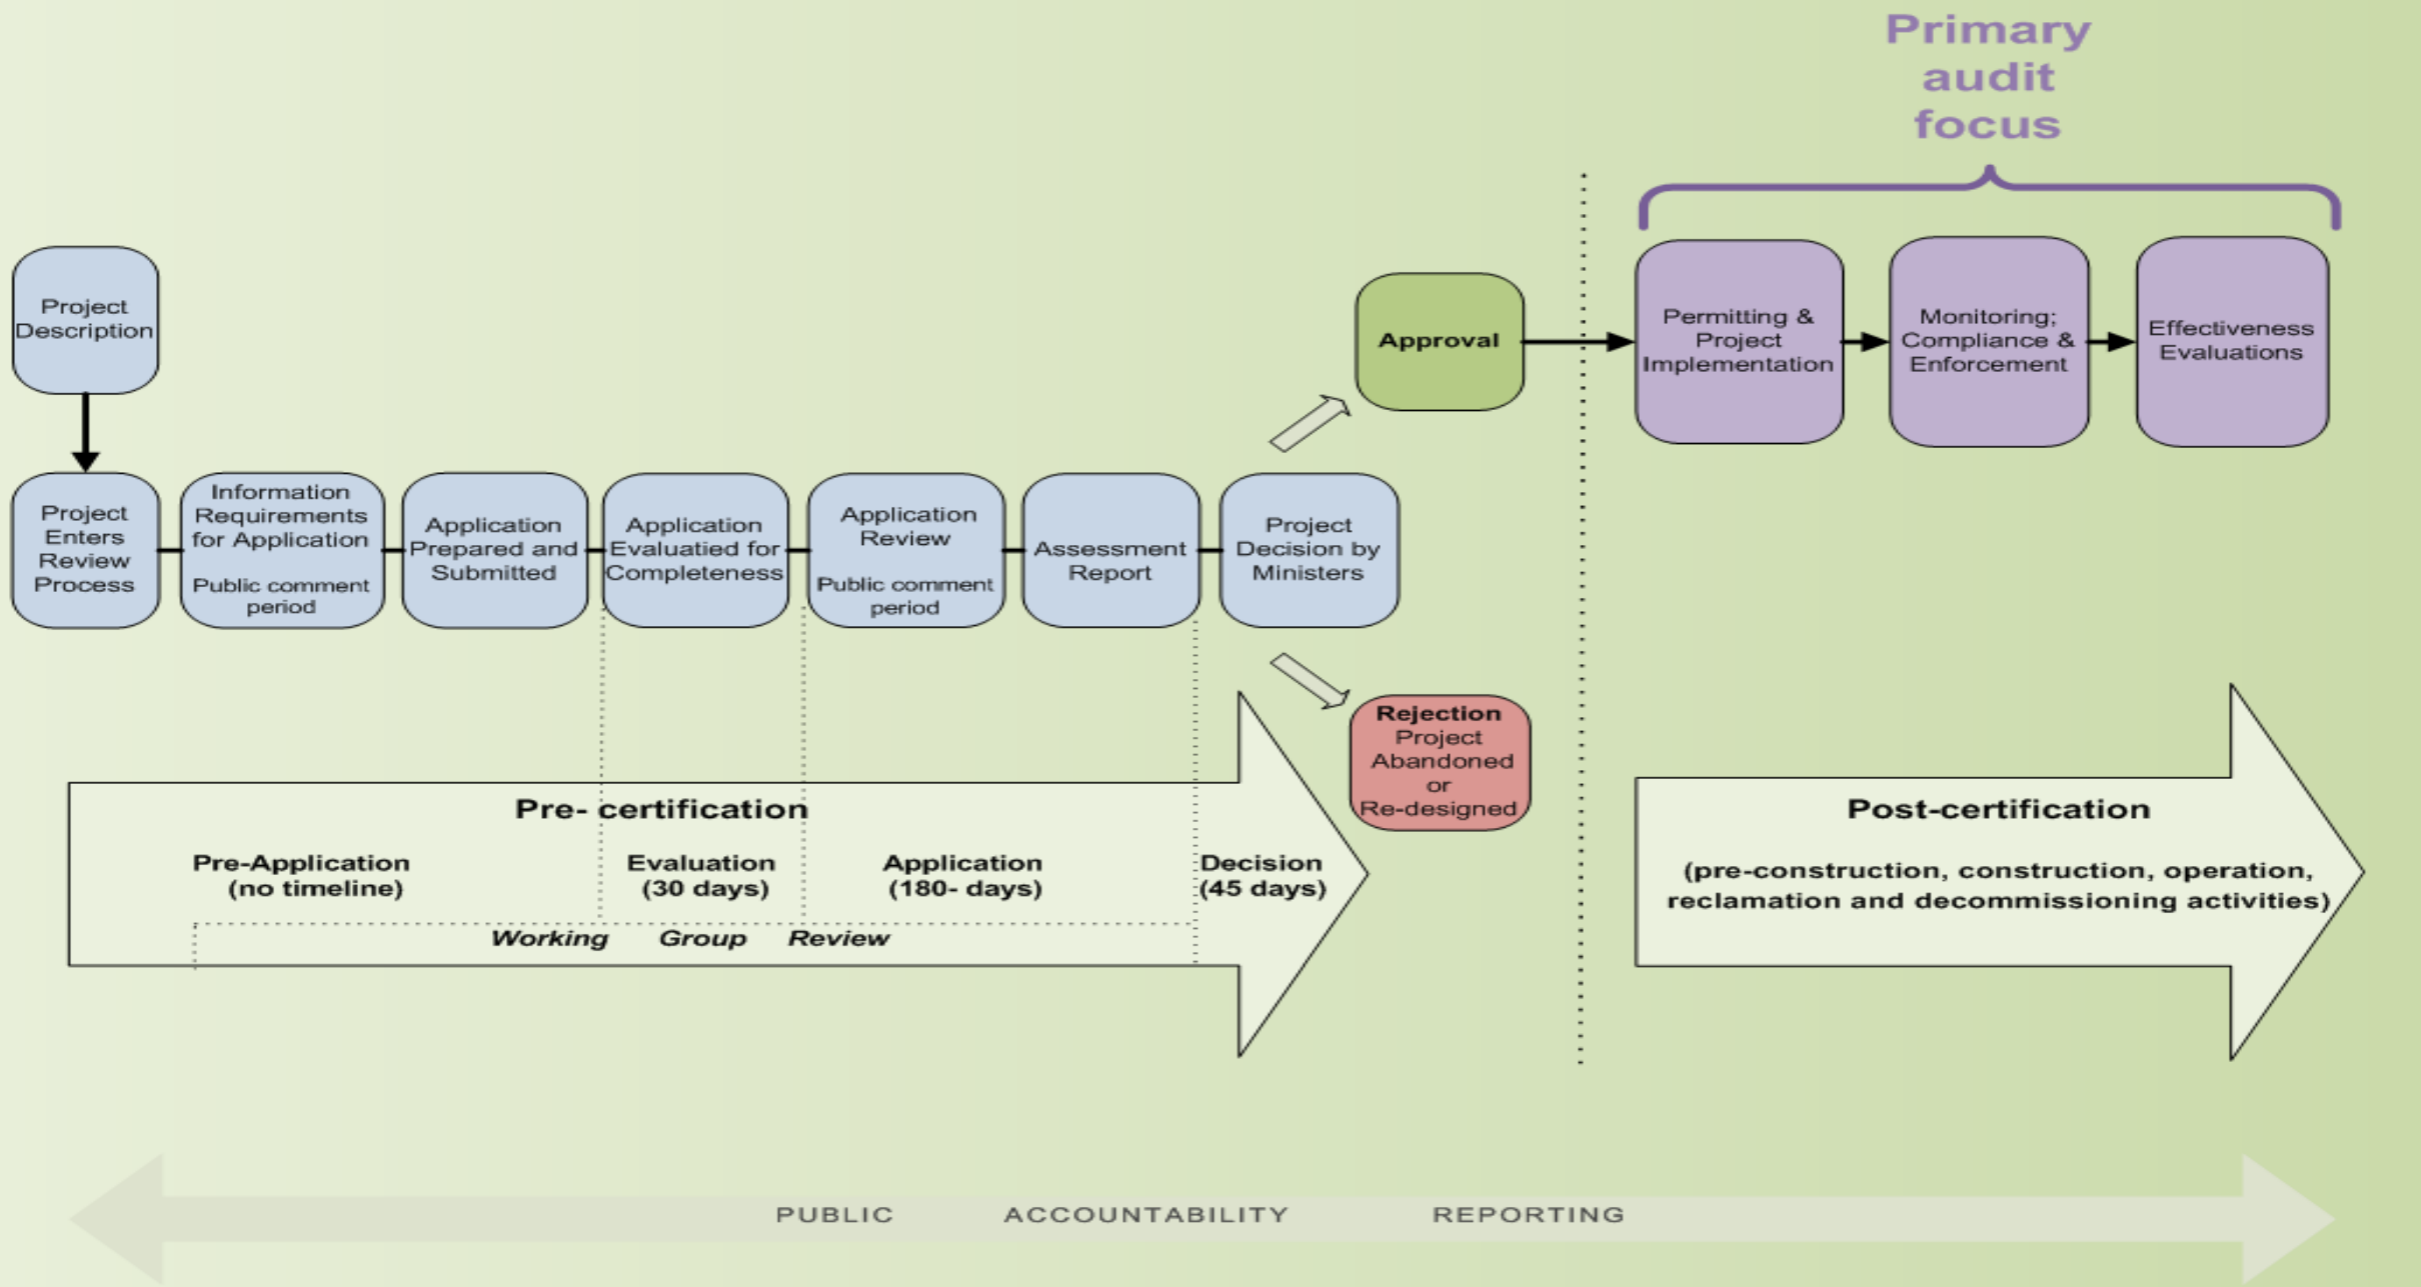 Primary
audit
focus
Project
Description
Approval
Permitting &
Project
Implementation
Monitoring;
Compliance &
Enforcement
Effectiveness
Evaluations
Project
Enters
Review
Process
Information
Requirements
for Application
Public comment
period
Application
Prepared and
Submitted
Application
Evaluatied for
Completeness
Application
Review
Public comment
period
Assessment
Report
Project
Decision by
Ministers
Rejection
Project
Abandoned
or
Re-designed
Pre- certification
Pre-Application
(no timeline)
Evaluation
(30 days)
Application
(180- days)
Decision
(45 days)
Working Group Review
Post-certification
(pre-construction, construction, operation,
reclamation and decommissioning activities)
PUBLIC ACCOUNTABILITY REPORTING